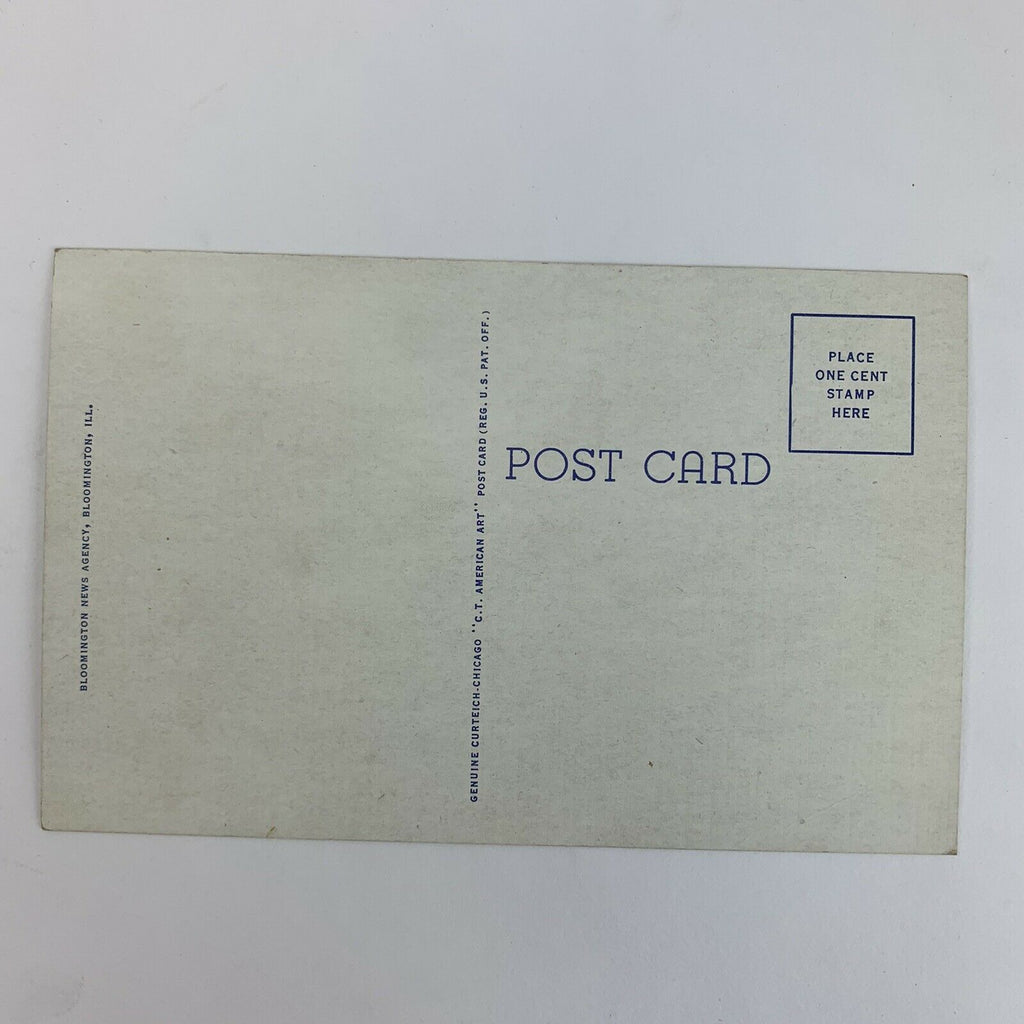 BLOOMINGTON NEWS AGENCY, BLOOMINGTON, ILL.
GENUINE CURTEICH-CHICAGO "C.T. AMERICAN ART" POST CARD (REG. U.S. PAT. OFF.)
POST CARD
PLACE
ONE CENT
STAMP
HERE